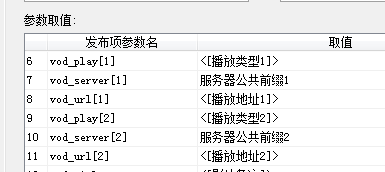 参数取值:
发布项参数名 取值
6 vod_play[1] <[播放类型1]>
7 vod_server[1] 服务器公共前缀1
8 vod_url[1] <[播放地址1]>
9 vod_play[2] <[播放类型2]>
10 vod_server[2] 服务器公共前缀2
11 vod_url[2] <[播放地址2]>